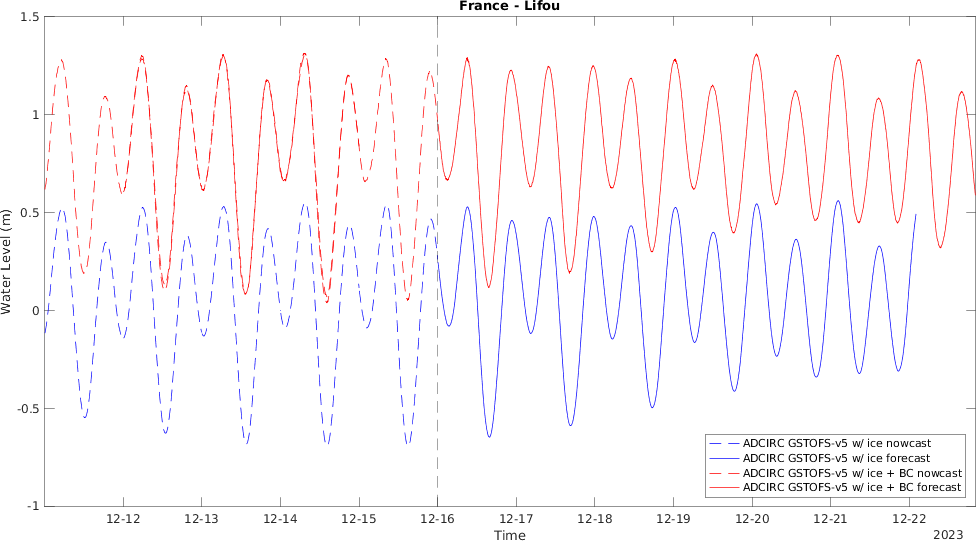 France - Lifou
1.5
1
0.5
0
-0.5
-1
Water Level (m)
12-12 12-13 12-14 12-15 12-16 12-17 12-18 12-19 12-20 12-21 12-22
Time
2023
ADCIRC GSTOFS-v5 w/ ice nowcast
ADCIRC GSTOFS-v5 w/ ice forecast
ADCIRC GSTOFS-v5 w/ ice + BC nowcast
ADCIRC GSTOFS-v5 w/ ice + BC forecast